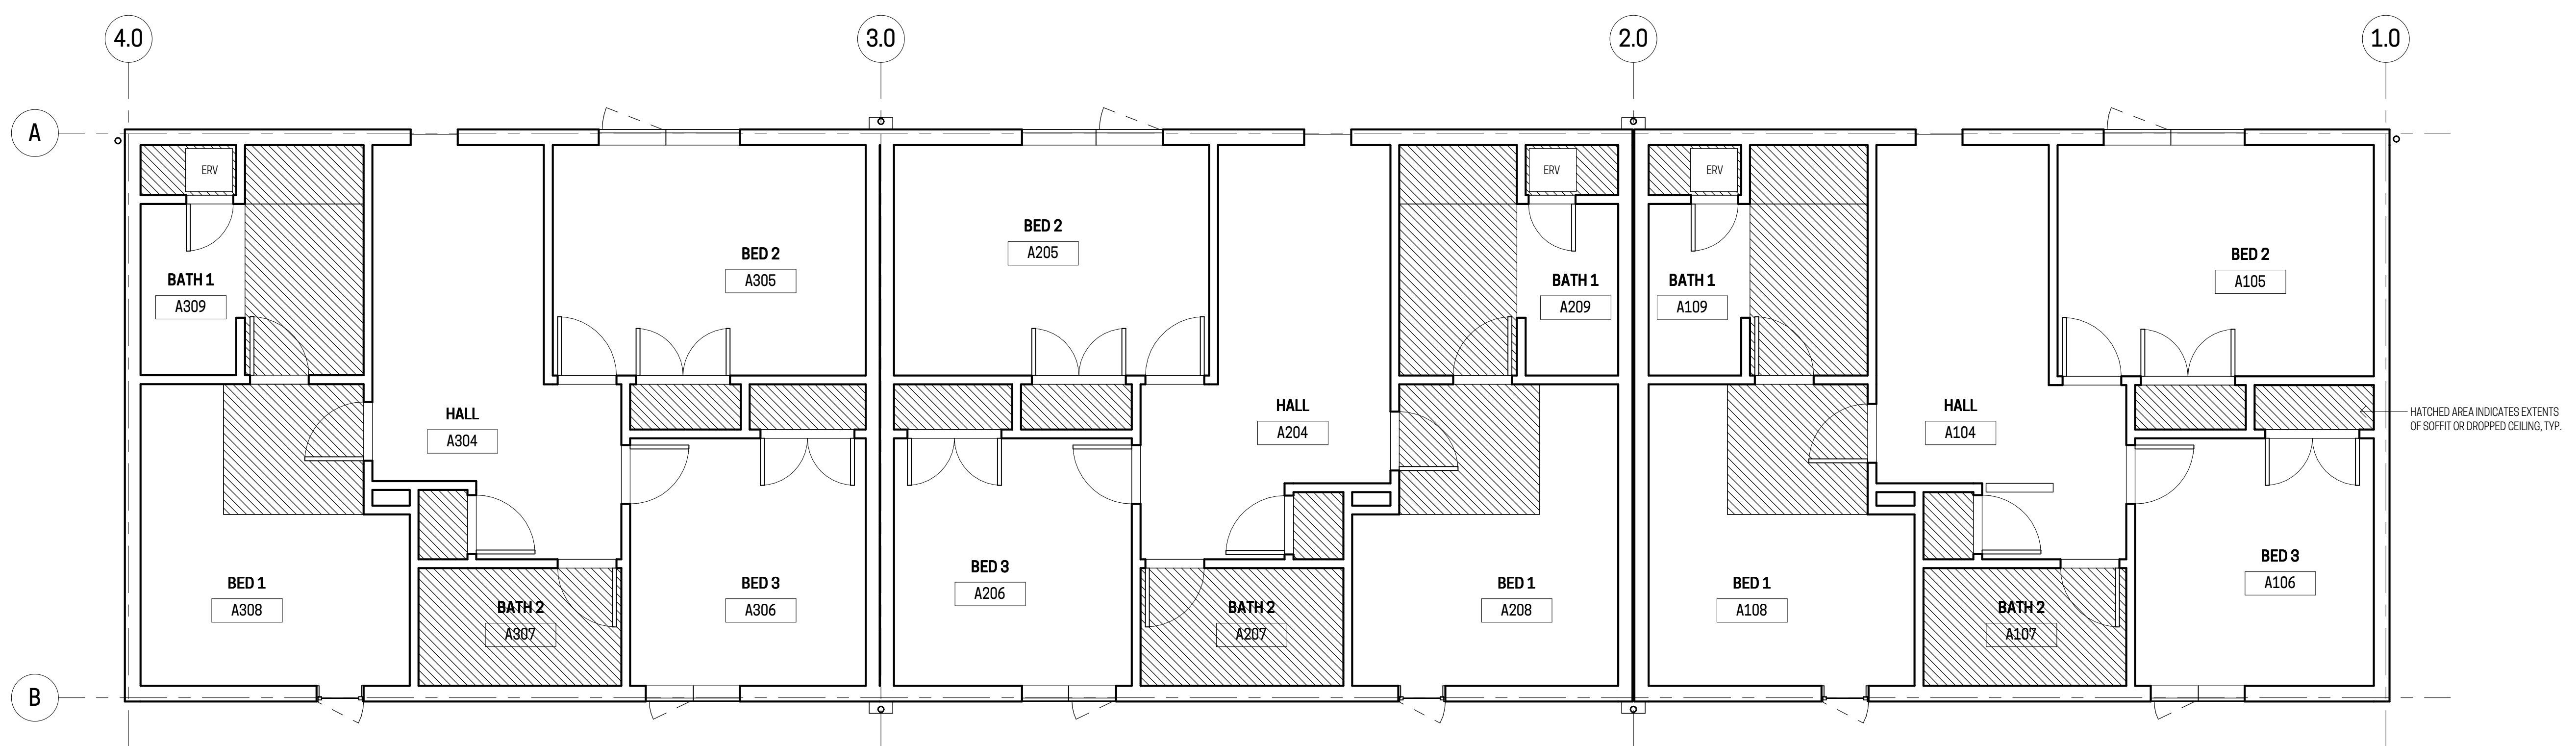 4.0
3.0
2.0
1.0
A
ERV
ERV
ERV
BED 2
A205
BED 2
A305
BED 2
A105
BATH 1
A309
BATH 1
A209
BATH 1
A109
HALL
A304
HALL
A204
HALL
A104
HATCHED AREA INDICATES EXTENTS
OF SOFFIT OR DROPPED CEILING, TYP.
BED 1
A308
BATH 2
A307
BED 3
A306
BED 3
A206
BATH 2
A207
BED 1
A208
BED 1
A108
BATH 2
A107
BED 3
A106
B